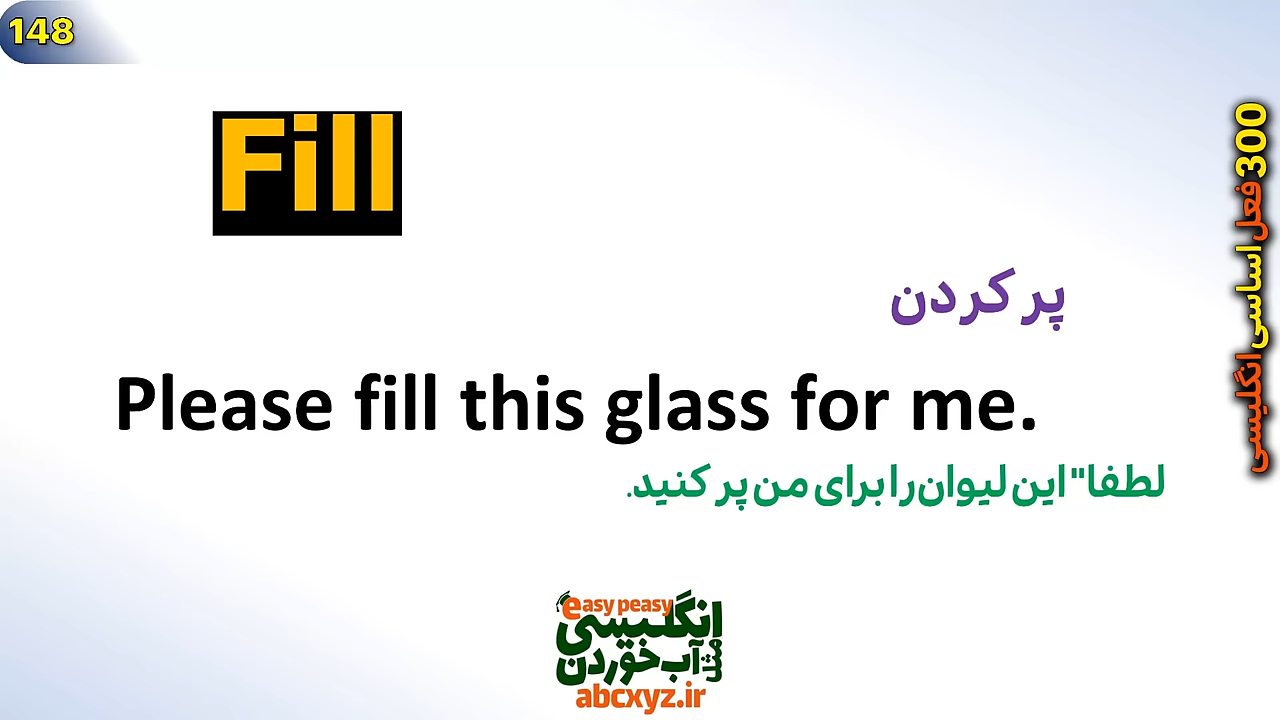 148
Fill
300 فعل اساسی انگلیسی
پر کردن
Please fill this glass for me.
لطفا" این لیوان را برای من پر کنید.
easy peasy
انگلیسی
مثل آب خوردن
abcxyz.ir